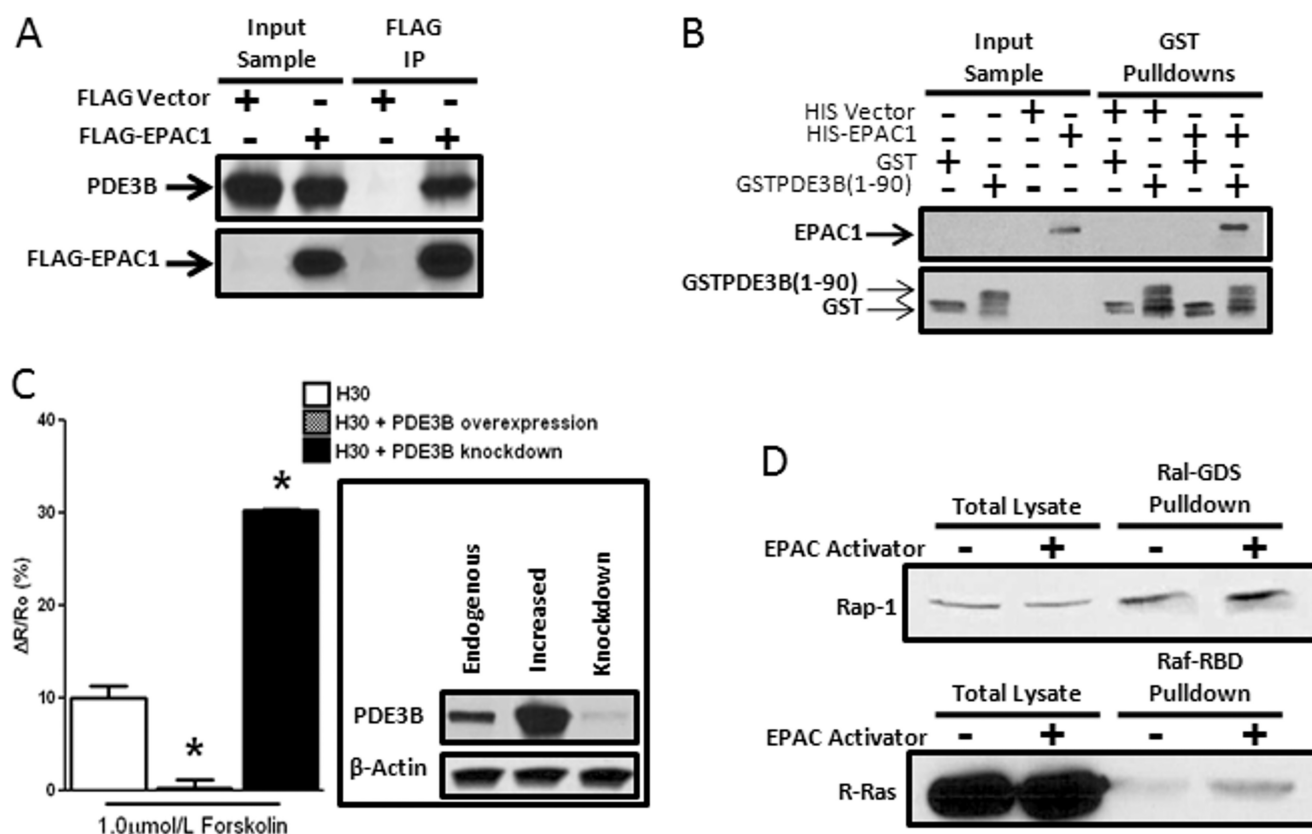 A
Input
Sample
FLAG
IP
FLAG Vector + - + -
FLAG-EPAC1 - + - +
PDE3B
FLAG-EPAC1
B
Input
Sample
GST
Pulldowns
HIS Vector - - + - + + - -
HIS-EPAC1 - - - + - - + +
GST + - - - + - + -
GSTPDE3B(1-90) - + - - - + - +
EPAC1
GSTPDE3B(1-90)
GST
C
H30
H30 + PDE3B overexpression
H30 + PDE3B knockdown
ΔR/R₀ (%)
40
30
20
10
0
*
*
1.0μmol/L Forskolin
Endogenous
Increased
Knockdown
PDE3B
β-Actin
D
Total Lysate
Ral-GDS
Pulldown
EPAC Activator - + - +
Rap-1
Total Lysate
Raf-RBD
Pulldown
EPAC Activator - + - +
R-Ras